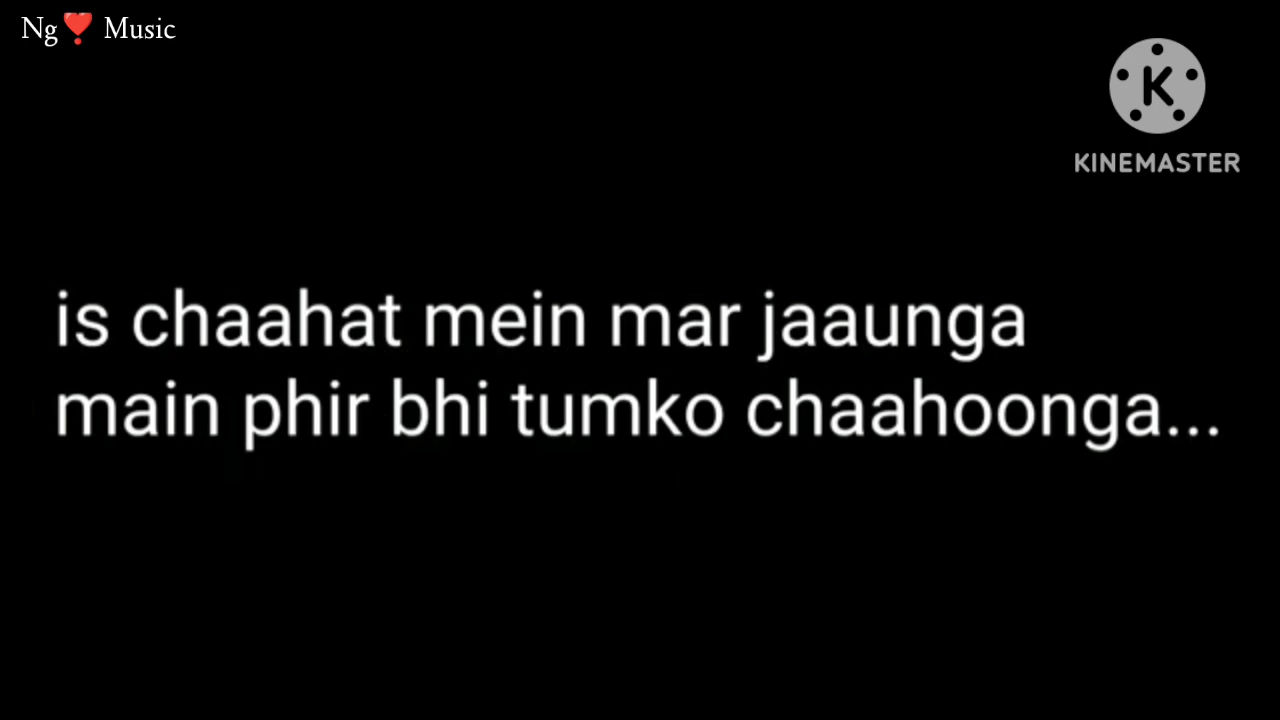 Ng❣️ Music
K
KINEMASTER
is chaahat mein mar jaaunga
main phir bhi tumko chaahoonga...